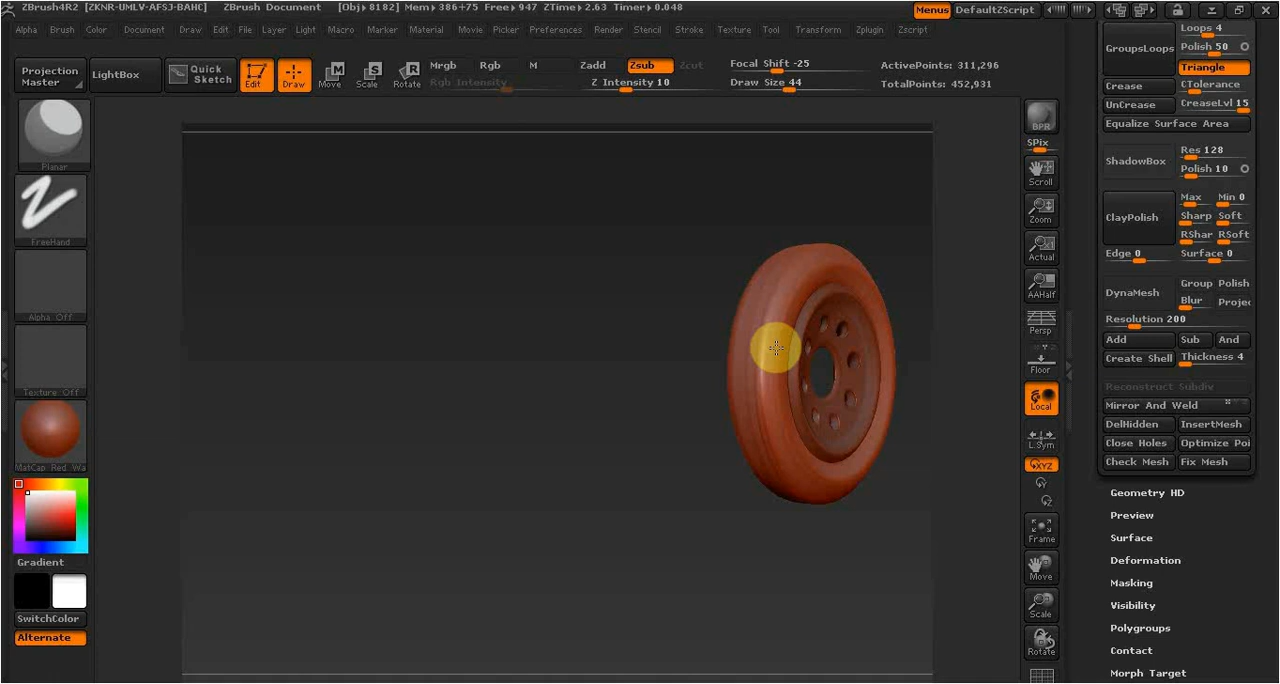 ZBrush4R2 [ZKNR-UMLV-AFSJ-BAHC] ZBrush Document [Obj▸8182] Mem▸386+75 Free▸947 ZTime▸2.63 Timer▸0.048 Menus DefaultZScript
Alpha Brush Color Document Draw Edit File Layer Light Macro Marker Material Movie Picker Preferences Render Stencil Stroke Texture Tool Transform Zplugin Zscript
Projection Master
LightBox
Quick Sketch
Edit
Draw
Move
Scale
Rotate
Mrgb Rgb M
Rgb Intensity
Zadd Zsub Zcut
Z Intensity 10
Focal Shift -25
Draw Size 44
ActivePoints: 311,296
TotalPoints: 452,931
Planar
FreeHand
Alpha Off
Texture Off
MatCap Red Wa
Gradient
SwitchColor
Alternate
BPR
SPix
Scroll
Zoom
Actual
AAHalf
Persp
Floor
Local
L.Sym
XYZ
Frame
Move
Scale
Rotate
GroupsLoops
Loops 4
Polish 50
Triangle
Crease
CTolerance
UnCrease
CreaseLvl 15
Equalize Surface Area
ShadowBox
Res 128
Polish 10
ClayPolish
Max Min 0
Sharp Soft
RShar RSoft
Edge 0 Surface 0
DynaMesh
Group Polish
Blur Projec
Resolution 200
Add Sub And
Create Shell Thickness 4
Reconstruct Subdiv
Mirror And Weld
DelHidden InsertMesh
Close Holes Optimize Poi
Check Mesh Fix Mesh
Geometry HD
Preview
Surface
Deformation
Masking
Visibility
Polygroups
Contact
Morph Target